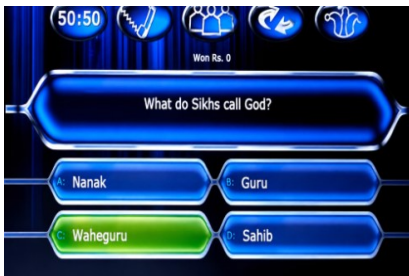 50:50
Won Rs. 0
What do Sikhs call God?
A: Nanak
B: Guru
C: Waheguru
D: Sahib